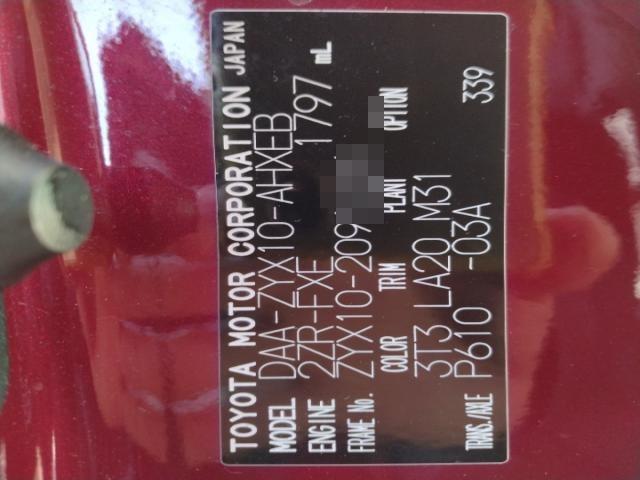 TOYOTA MOTOR CORPORATION JAPAN
MODEL DAA-ZYX10-AHXEB
ENGINE 2ZR-FXE 1797 mL
FRAME No. ZYX10-209
COLOR TRIM PLANT OPTION
3T3 LA20 M31
TRANS./AXLE P610 -03A 339